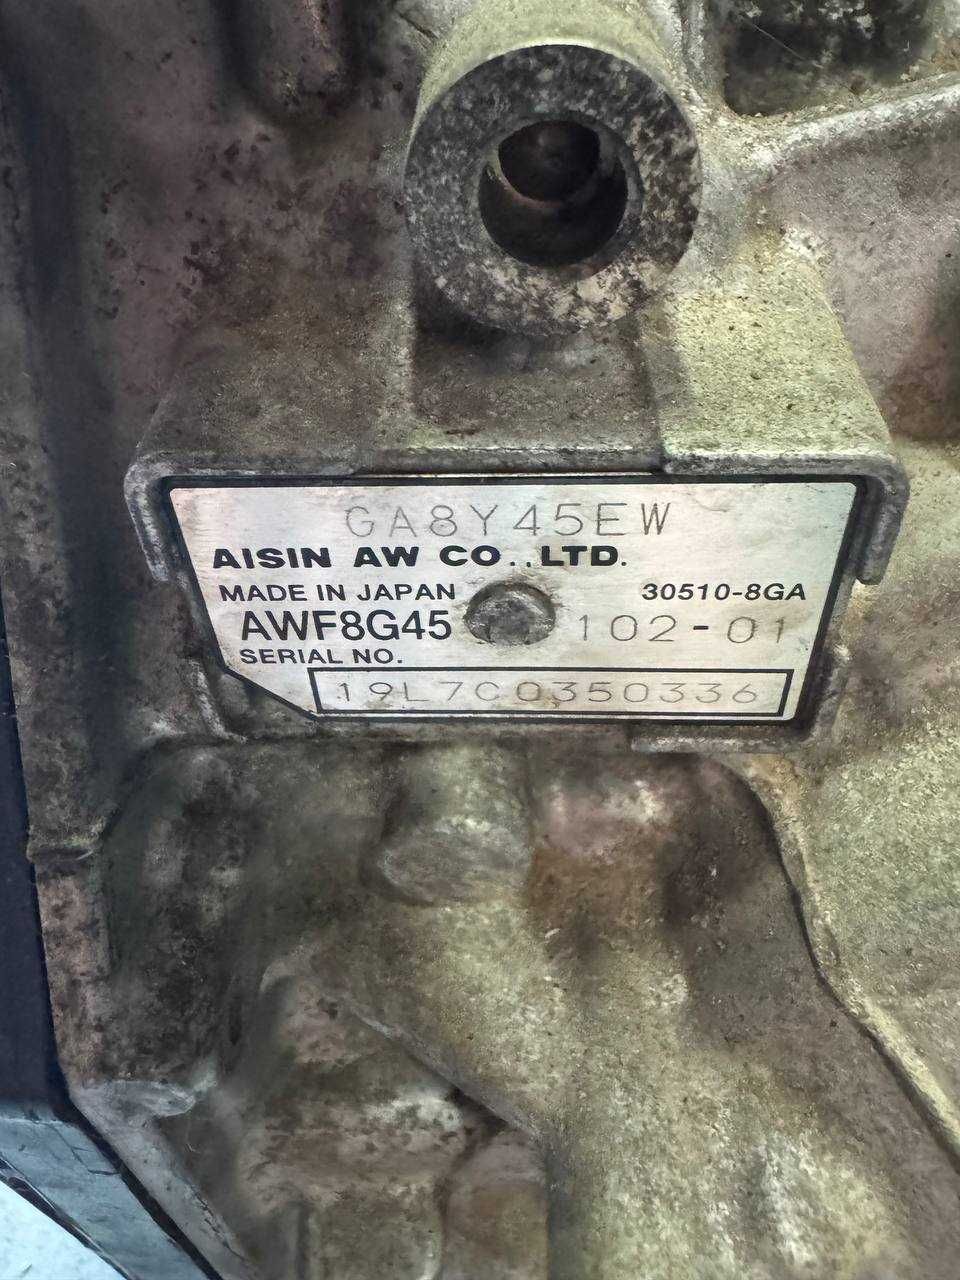 GA8Y45EW
AISIN AW CO.,LTD.
MADE IN JAPAN 30510-8GA
AWF8G45 102-01
SERIAL NO.
19L7C0350336